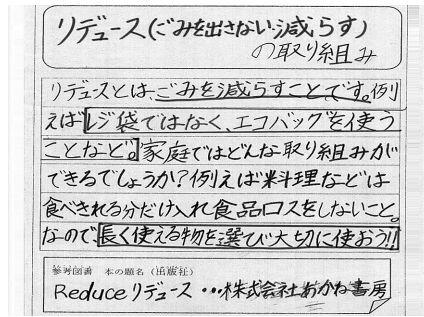 リデュース(ごみを出さない、減らす)
の取り組み
リデュースとは、ごみを減らすことです。例
えばレジ袋ではなく、エコバッグを使う
ことなど。家庭ではどんな取り組みが
できるでしょうか?例えば料理などは
食べきれる分だけ入れ食品ロスをしないこと。
なので、長く使える物を選び大切に使おう!!
参考図書 本の題名(出版社)
Reduceリデュース…株式会社あかね書房